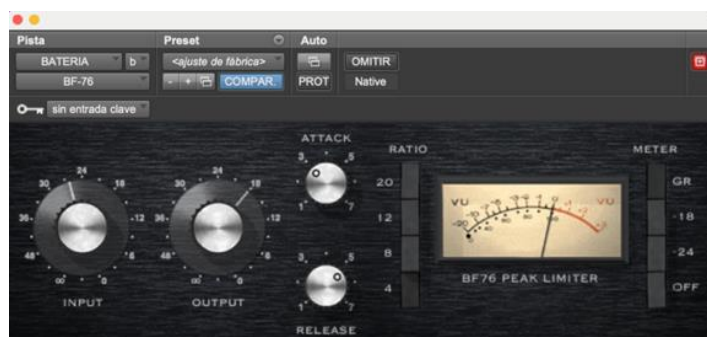 Pista Preset Auto
BATERIA b <ajuste de fábrica> OMITIR
BF-76 - + COMPAR. PROT Native
sin entrada clave
ATTACK
RATIO METER
3 5
24 24
30 18 30 18 1 7 20 VU VU GR
36 12 36 12 12 -18
48 6 48 6 3 5 8 -24
∞ 0 ∞ 0 BF76 PEAK LIMITER
1 7 4 OFF
INPUT OUTPUT
RELEASE